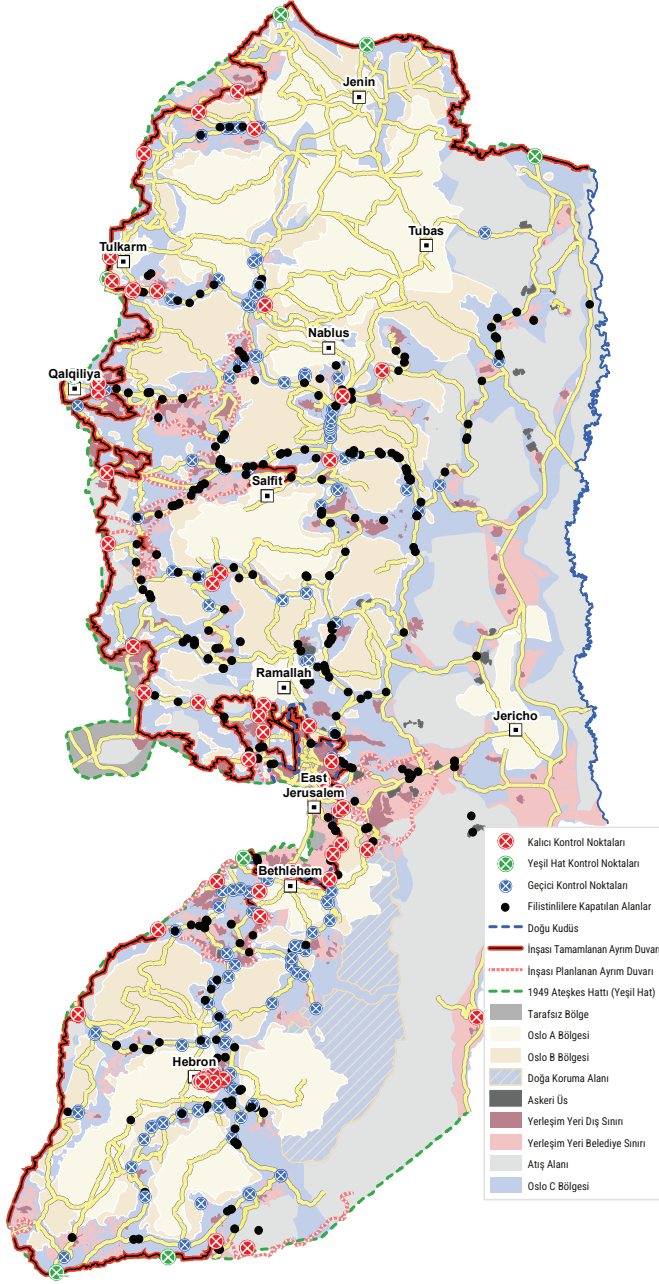 Jenin
Tubas
Tulkarm
Nablus
Qalqiliya
Salfit
Ramallah
Jericho
East
Jerusalem
Bethlehem
Hebron
Kalıcı Kontrol Noktaları
Yeşil Hat Kontrol Noktaları
Geçici Kontrol Noktaları
Filistinlilere Kapatılan Alanlar
Doğu Kudüs
İnşası Tamamlanan Ayrım Duvarı
İnşası Planlanan Ayrım Duvarı
1949 Ateşkes Hattı (Yeşil Hat)
Tarafsız Bölge
Oslo A Bölgesi
Oslo B Bölgesi
Doğa Koruma Alanı
Askeri Üs
Yerleşim Yeri Dış Sınırı
Yerleşim Yeri Belediye Sınırı
Atış Alanı
Oslo C Bölgesi